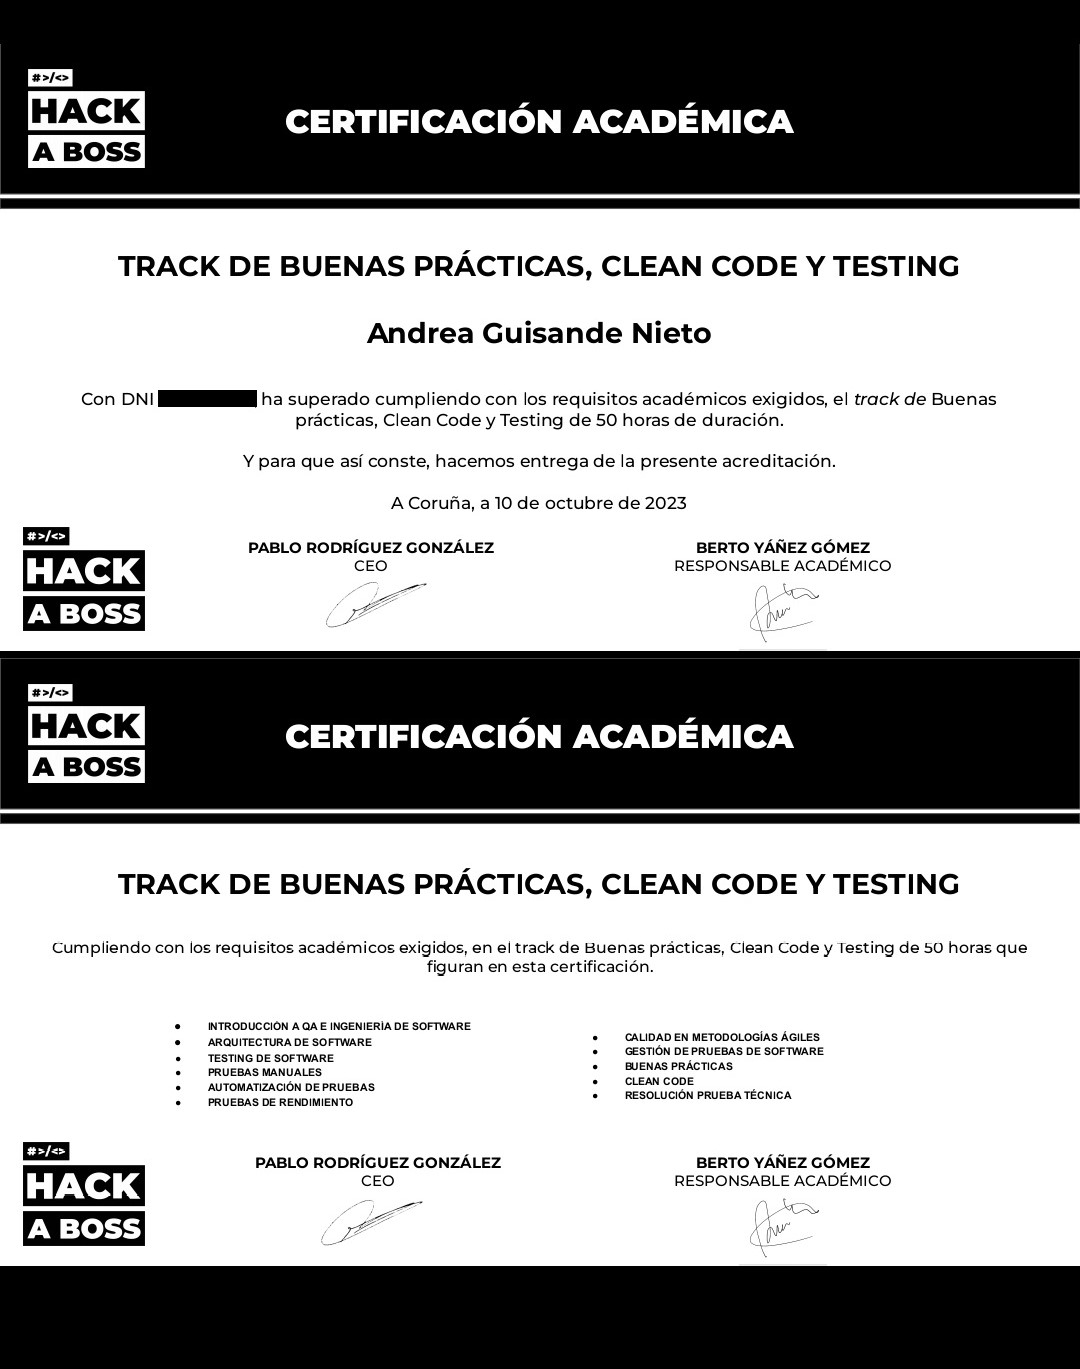 #>/<>
HACK
A BOSS
CERTIFICACIÓN ACADÉMICA
TRACK DE BUENAS PRÁCTICAS, CLEAN CODE Y TESTING
Andrea Guisande Nieto
Con DNI ha superado cumpliendo con los requisitos académicos exigidos, el track de Buenas
prácticas, Clean Code y Testing de 50 horas de duración.
Y para que así conste, hacemos entrega de la presente acreditación.
A Coruña, a 10 de octubre de 2023
#>/<>
HACK
A BOSS
PABLO RODRÍGUEZ GONZÁLEZ
CEO
BERTO YÁÑEZ GÓMEZ
RESPONSABLE ACADÉMICO
#>/<>
HACK
A BOSS
CERTIFICACIÓN ACADÉMICA
TRACK DE BUENAS PRÁCTICAS, CLEAN CODE Y TESTING
Cumpliendo con los requisitos académicos exigidos, en el track de Buenas prácticas, Clean Code y Testing de 50 horas que
figuran en esta certificación.
● INTRODUCCIÓN A QA E INGENIERÍA DE SOFTWARE
● ARQUITECTURA DE SOFTWARE
● TESTING DE SOFTWARE
● PRUEBAS MANUALES
● AUTOMATIZACIÓN DE PRUEBAS
● PRUEBAS DE RENDIMIENTO
● CALIDAD EN METODOLOGÍAS ÁGILES
● GESTIÓN DE PRUEBAS DE SOFTWARE
● BUENAS PRÁCTICAS
● CLEAN CODE
● RESOLUCIÓN PRUEBA TÉCNICA
#>/<>
HACK
A BOSS
PABLO RODRÍGUEZ GONZÁLEZ
CEO
BERTO YÁÑEZ GÓMEZ
RESPONSABLE ACADÉMICO